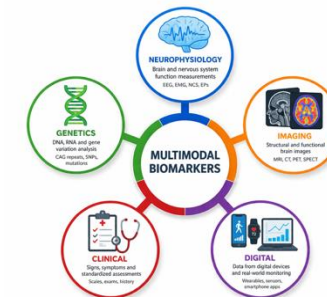 NEUROPHYSIOLOGY
Brain and nervous system
function measurements
EEG, EMG, NCS, EPs
GENETICS
DNA, RNA and gene
variation analysis
CAG repeats, SNPs,
mutations
IMAGING
Structural and functional
brain images
MRI, CT, PET, SPECT
MULTIMODAL
BIOMARKERS
CLINICAL
Signs, symptoms and
standardized assessments
Scales, exams, history
DIGITAL
Data from digital devices
and real-world monitoring
Wearables, sensors,
smartphone apps